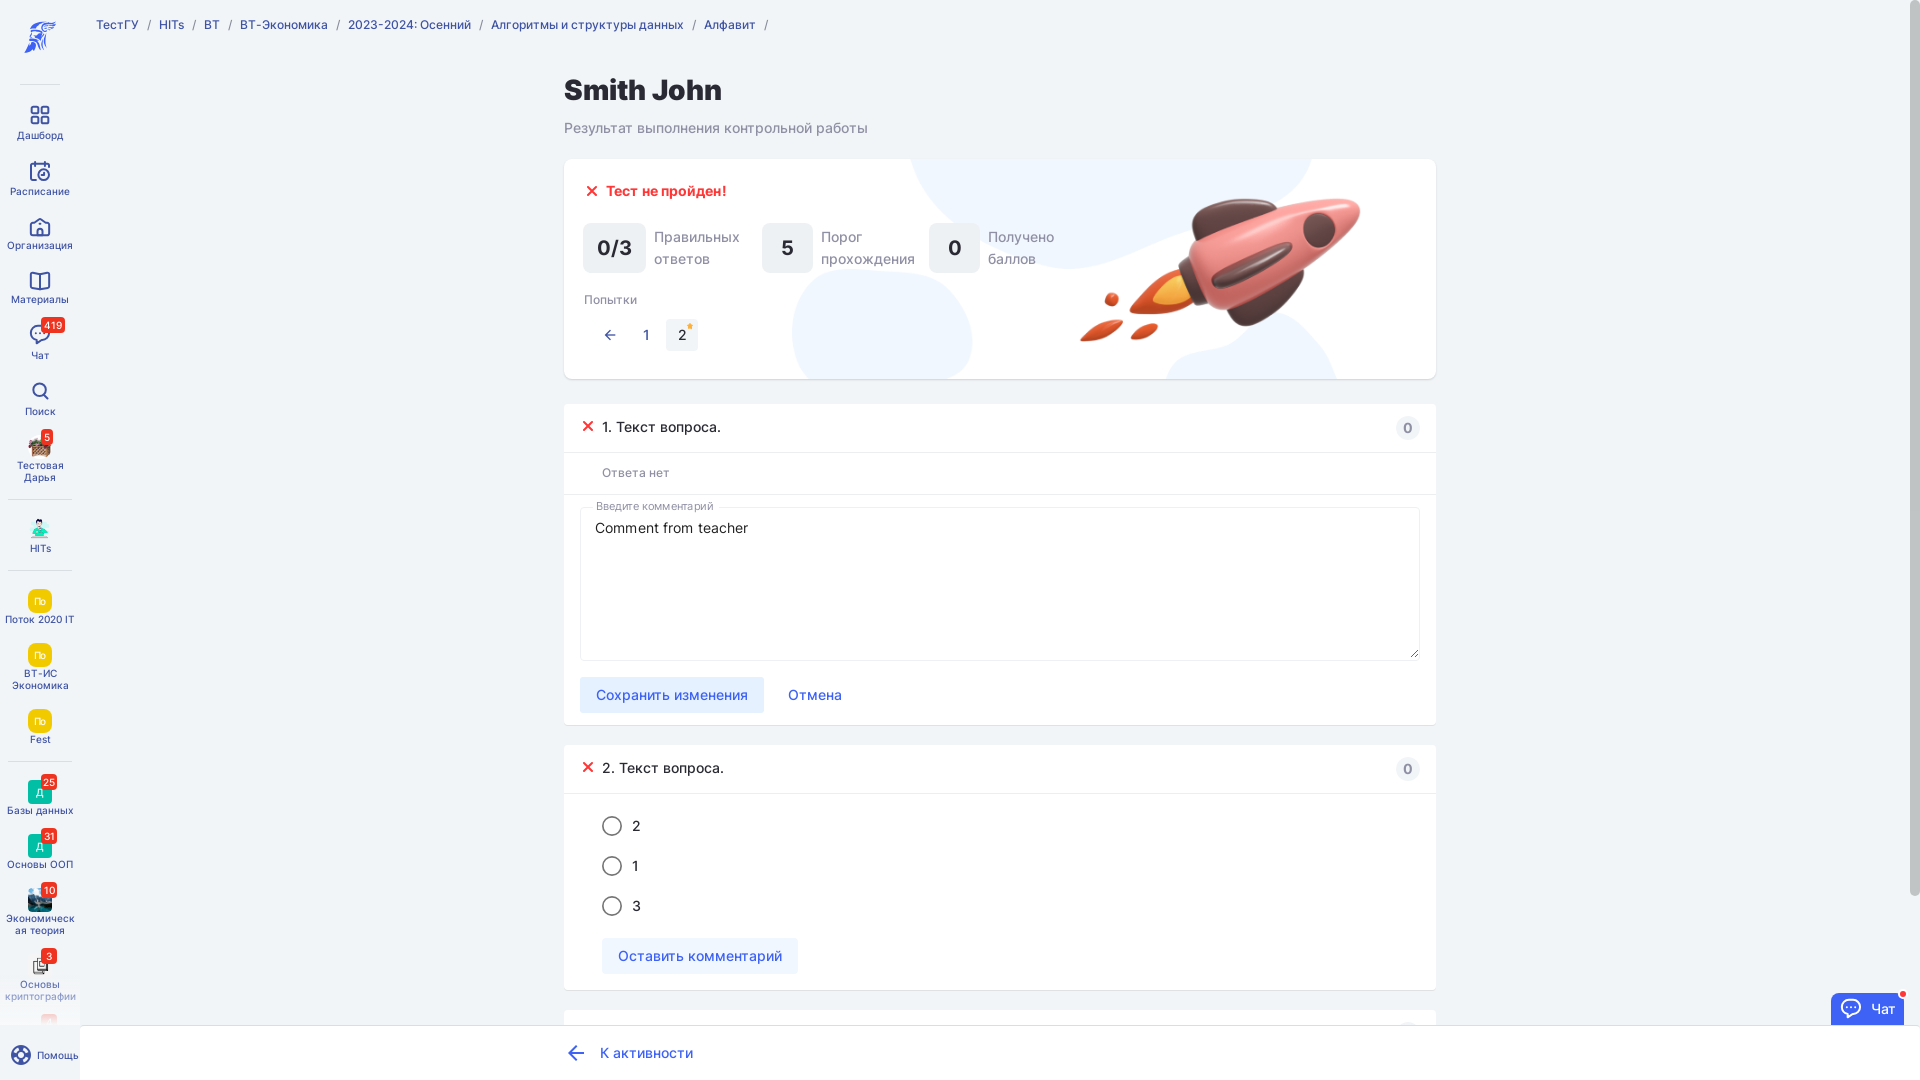 ТестГУ / HITs / ВТ / ВТ-Экономика / 2023-2024: Осенний / Алгоритмы и структуры данных / Алфавит /
Дашборд
Расписание
Организация
Материалы
419
Чат
Поиск
5
Тестовая
Дарья
HITs
По
Поток 2020 IT
По
ВТ-ИС
Экономика
По
Fest
25
Д
Базы данных
31
Д
Основы ООП
10
Экономическ
ая теория
3
Основы
криптографии
Помощь
Smith John
Результат выполнения контрольной работы
Тест не пройден!
0/3
Правильных
ответов
5
Порог
прохождения
0
Получено
баллов
Попытки
1
2
1. Текст вопроса.
0
Ответа нет
Введите комментарий
Comment from teacher
Сохранить изменения
Отмена
2. Текст вопроса.
0
2
1
3
Оставить комментарий
Чат
К активности